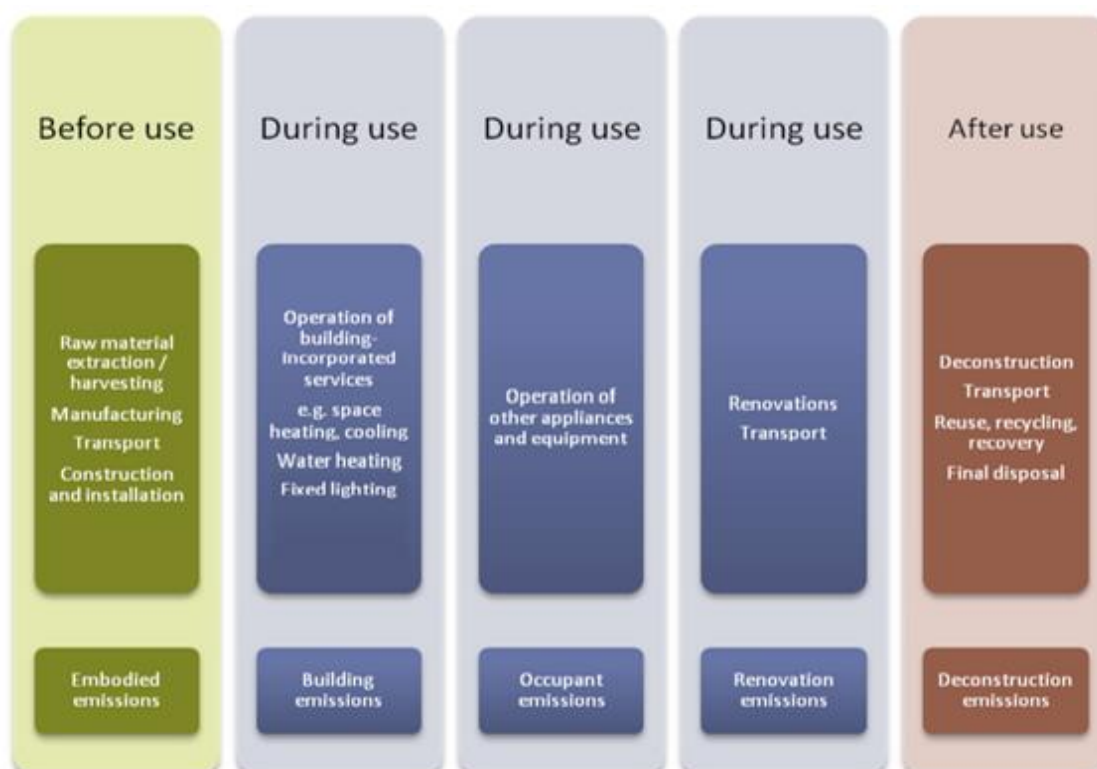 Before use
Raw material
extraction /
harvesting
Manufacturing
Transport
Construction
and installation
Embodied
emissions
During use
Operation of
building-
incorporated
services
e.g. space
heating, cooling
Water heating
Fixed lighting
Building
emissions
During use
Operation of
other appliances
and equipment
Occupant
emissions
During use
Renovations
Transport
Renovation
emissions
After use
Deconstruction
Transport
Reuse, recycling,
recovery
Final disposal
Deconstruction
emissions